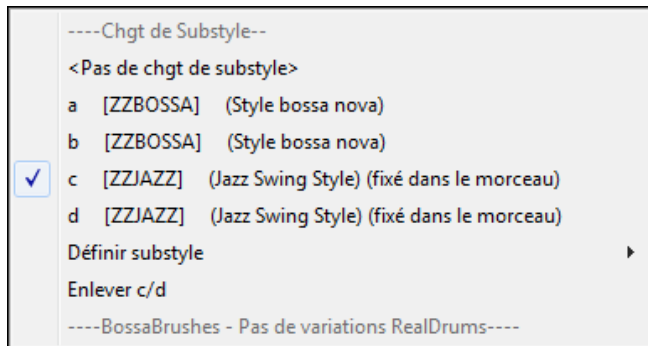 ----Chgt de Substyle--
<Pas de chgt de substyle>
a [ZZBOSSA] (Style bossa nova)
b [ZZBOSSA] (Style bossa nova)
c [ZZJAZZ] (Jazz Swing Style) (fixé dans le morceau)
d [ZZJAZZ] (Jazz Swing Style) (fixé dans le morceau)
Définir substyle
Enlever c/d
----BossaBrushes - Pas de variations RealDrums----